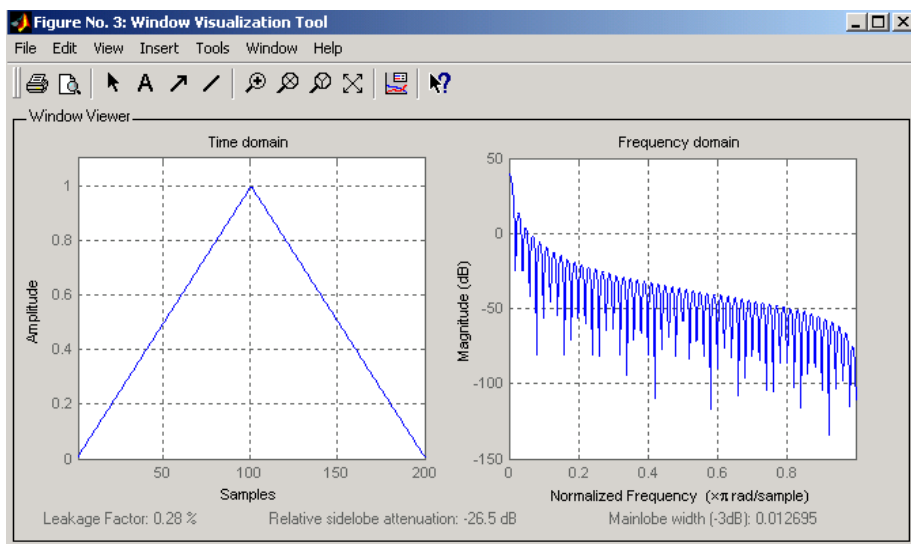 Figure No. 3: Window Visualization Tool
File Edit View Insert Tools Window Help
A
Window Viewer
Time domain
Frequency domain
1
0.8
0.6
0.4
0.2
0
50
100
150
200
Amplitude
Samples
50
0
-50
-100
-150
0
0.2
0.4
0.6
0.8
Magnitude (dB)
Normalized Frequency (×π rad/sample)
Leakage Factor: 0.28 %
Relative sidelobe attenuation: -26.5 dB
Mainlobe width (-3dB): 0.012695